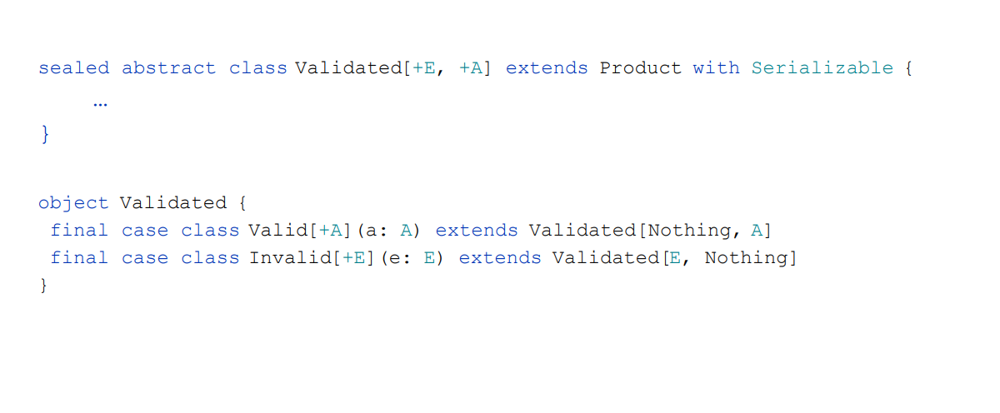 sealed abstract class Validated[+E, +A] extends Product with Serializable {
...
}
object Validated {
final case class Valid[+A](a: A) extends Validated[Nothing, A]
final case class Invalid[+E](e: E) extends Validated[E, Nothing]
}